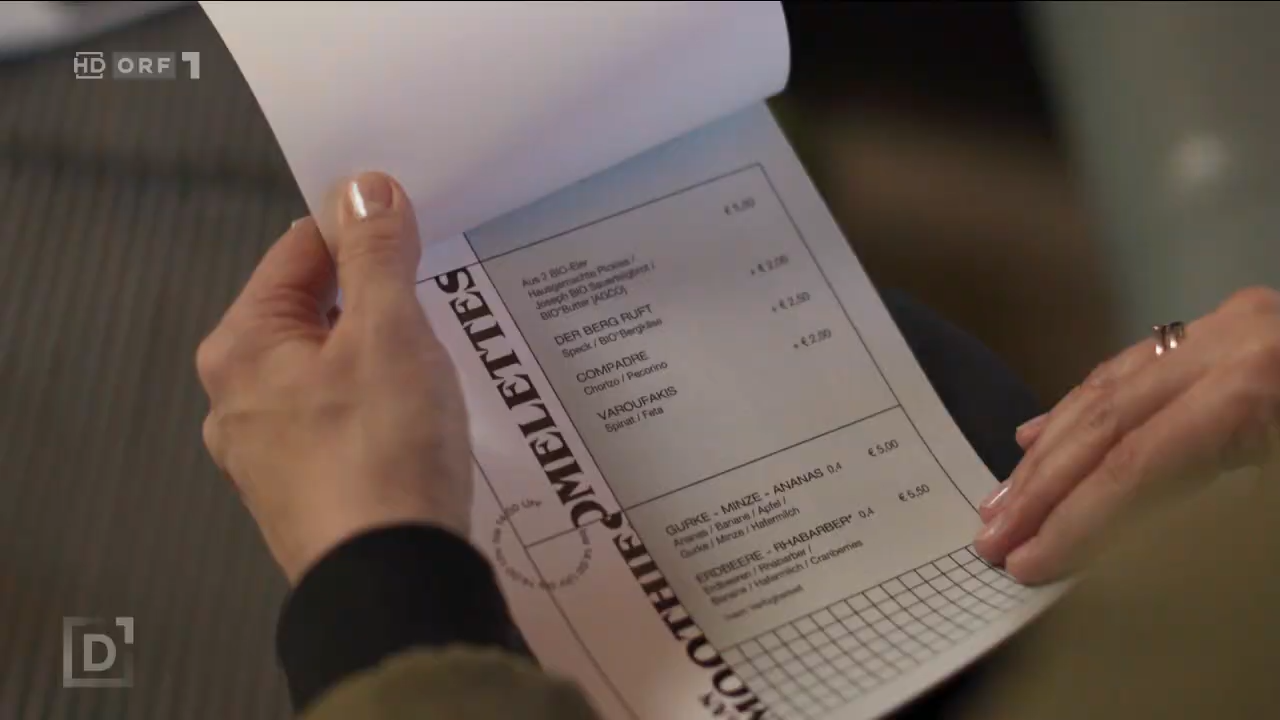 HD ORF 1
OMELETTES
€ 5,00
Aus 2 BIO-Eier
Hausgemachte Pickles /
Joseph BIO Sauerteigbrot /
BIO*Butter [AGCO]
+ € 2,00
DER BERG RUFT
Speck / BIO*Bergkäse
+ € 2,50
COMPADRE
Chorizo / Pecorino
+ € 2,00
VAROUFAKIS
Spinat / Feta
SMOOTHIES
GURKE - MINZE - ANANAS 0,4 € 5,00
Ananas / Banane / Apfel /
Gurke / Minze / Hafermilch
ERDBEERE - RHABARBER* 0,4 € 5,50
Erdbeeren / Rhabarber /
Banane / Hafermilch / Cranberries
D